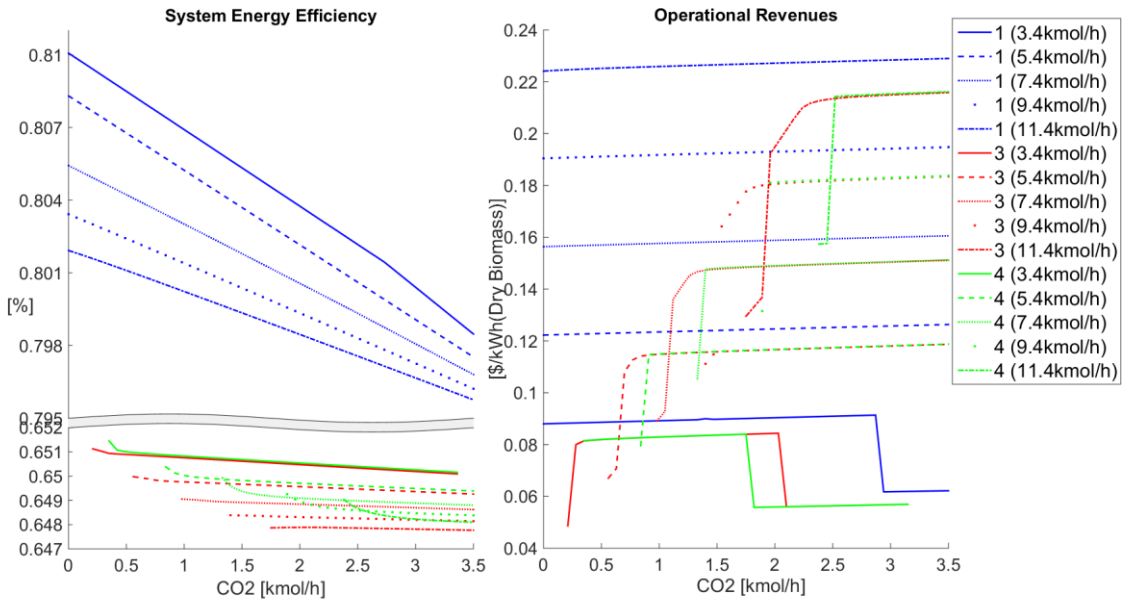 System Energy Efficiency
0.81
0.807
0.804
0.801
[%]
0.798
0.795
0.652
0.651
0.65
0.649
0.648
0.647
0
0.5
1
1.5
2
2.5
3
3.5
CO2 [kmol/h]
Operational Revenues
[$/kWh(Dry Biomass)]
0.24
0.22
0.2
0.18
0.16
0.14
0.12
0.1
0.08
0.06
0.04
0
0.5
1
1.5
2
2.5
3
3.5
CO2 [kmol/h]
1 (3.4kmol/h)
1 (5.4kmol/h)
1 (7.4kmol/h)
1 (9.4kmol/h)
1 (11.4kmol/h)
3 (3.4kmol/h)
3 (5.4kmol/h)
3 (7.4kmol/h)
3 (9.4kmol/h)
3 (11.4kmol/h)
4 (3.4kmol/h)
4 (5.4kmol/h)
4 (7.4kmol/h)
4 (9.4kmol/h)
4 (11.4kmol/h)